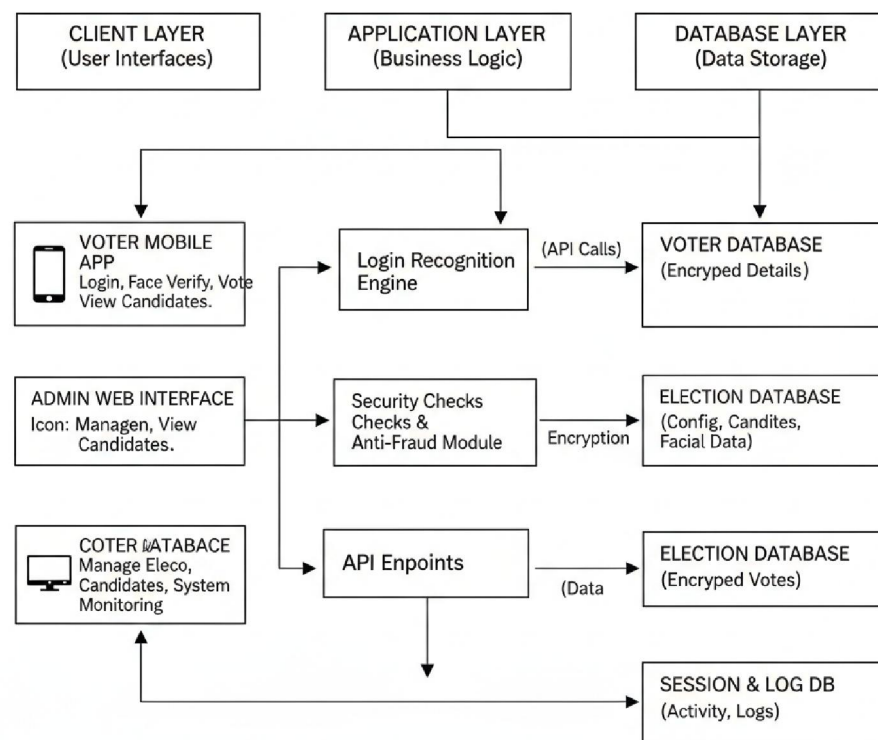 CLIENT LAYER
(User Interfaces)
APPLICATION LAYER
(Business Logic)
DATABASE LAYER
(Data Storage)
VOTER MOBILE
APP
Login, Face Verify, Vote
View Candidates.
Login Recognition
Engine
(API Calls)
VOTER DATABASE
(Encryped Details)
ADMIN WEB INTERFACE
Icon: Managen, View
Candidates.
Security Checks
Checks &
Anti-Fraud Module
Encryption
ELECTION DATABASE
(Config, Candites,
Facial Data)
COTER
Manage Eleco,
Candidates, System
Monitoring
API Enpoints
(Data
ELECTION DATABASE
(Encryped Votes)
SESSION & LOG DB
(Activity, Logs)